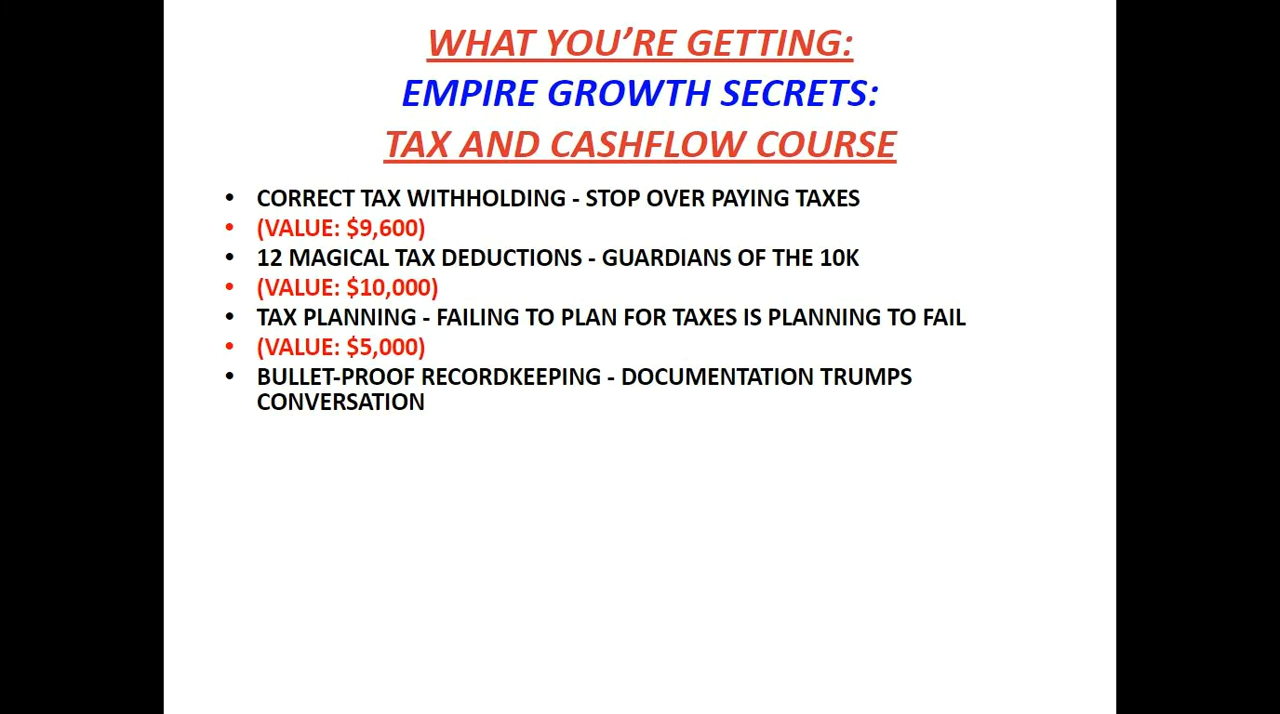 WHAT YOU’RE GETTING:
EMPIRE GROWTH SECRETS:
TAX AND CASHFLOW COURSE
• CORRECT TAX WITHHOLDING - STOP OVER PAYING TAXES
• (VALUE: $9,600)
• 12 MAGICAL TAX DEDUCTIONS - GUARDIANS OF THE 10K
• (VALUE: $10,000)
• TAX PLANNING - FAILING TO PLAN FOR TAXES IS PLANNING TO FAIL
• (VALUE: $5,000)
• BULLET-PROOF RECORDKEEPING - DOCUMENTATION TRUMPS
CONVERSATION